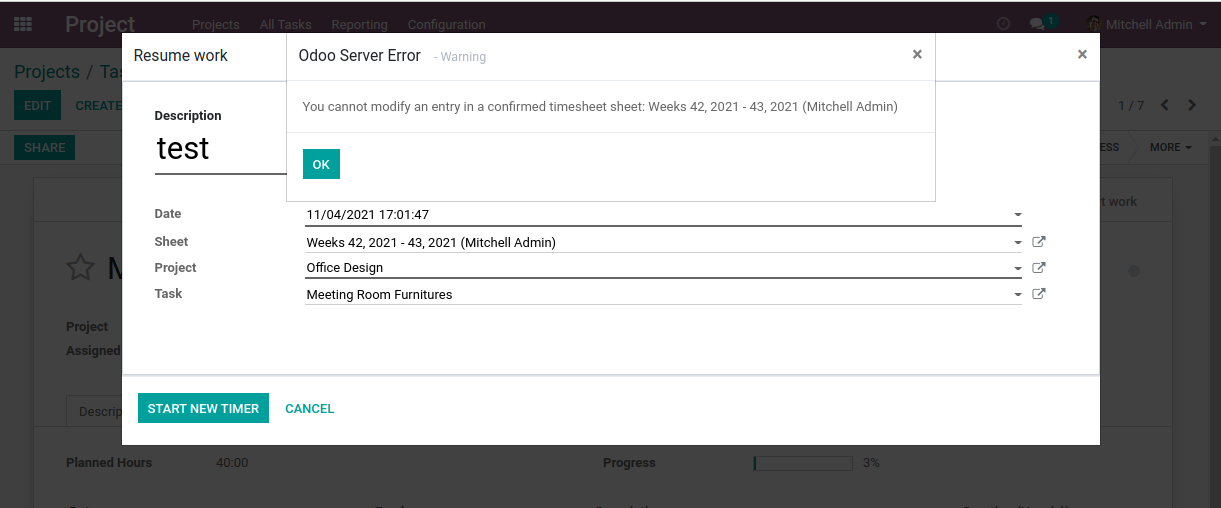 Project
Projects All Tasks Reporting Configuration
1 Mitchell Admin
Projects / Ta
EDIT CREATE
1 / 7
SHARE
ESS MORE
Resume work
Odoo Server Error - Warning
× ×
You cannot modify an entry in a confirmed timesheet sheet: Weeks 42, 2021 - 43, 2021 (Mitchell Admin)
OK
Description
test
t work
Date 11/04/2021 17:01:47
Sheet Weeks 42, 2021 - 43, 2021 (Mitchell Admin)
Project Office Design
Task Meeting Room Furnitures
M
Project
Assigned
START NEW TIMER CANCEL
Descrip
Planned Hours 40:00 Progress 3%